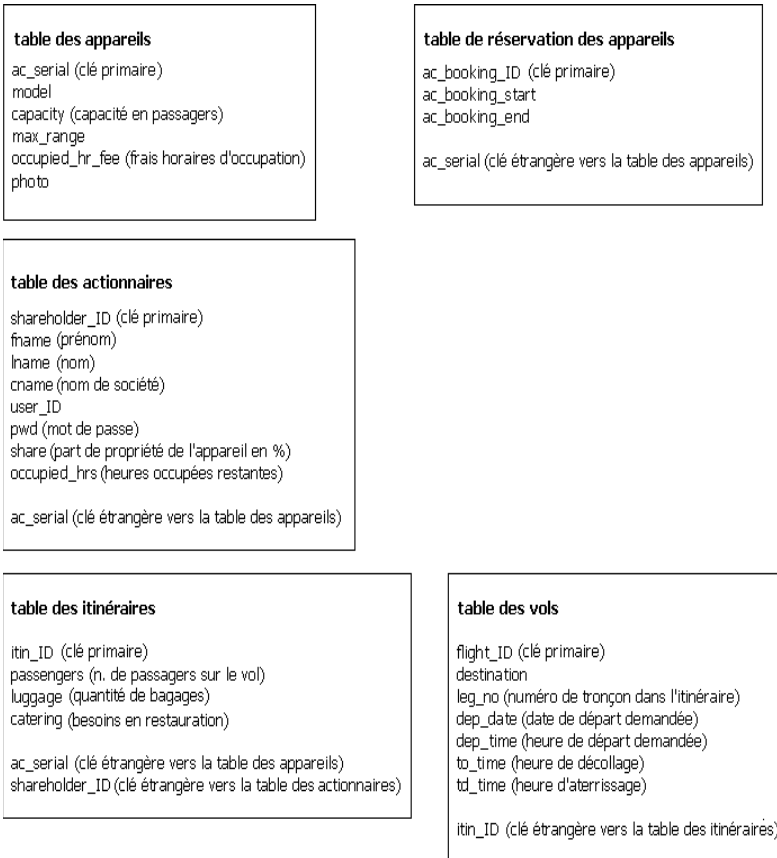 table des appareils
ac_serial (clé primaire)
model
capacity (capacité en passagers)
max_range
occupied_hr_fee (frais horaires d'occupation)
photo
table de réservation des appareils
ac_booking_ID (clé primaire)
ac_booking_start
ac_booking_end
ac_serial (clé étrangère vers la table des appareils)
table des actionnaires
shareholder_ID (clé primaire)
fname (prénom)
lname (nom)
cname (nom de société)
user_ID
pwd (mot de passe)
share (part de propriété de l'appareil en %)
occupied_hrs (heures occupées restantes)
ac_serial (clé étrangère vers la table des appareils)
table des itinéraires
itin_ID (clé primaire)
passengers (n. de passagers sur le vol)
luggage (quantité de bagages)
catering (besoins en restauration)
ac_serial (clé étrangère vers la table des appareils)
shareholder_ID (clé étrangère vers la table des actionnaires)
table des vols
flight_ID (clé primaire)
destination
leg_no (numéro de tronçon dans l'itinéraire)
dep_date (date de départ demandée)
dep_time (heure de départ demandée)
to_time (heure de décollage)
td_time (heure d'aterrissage)
itin_ID (clé étrangère vers la table des itinéraires)